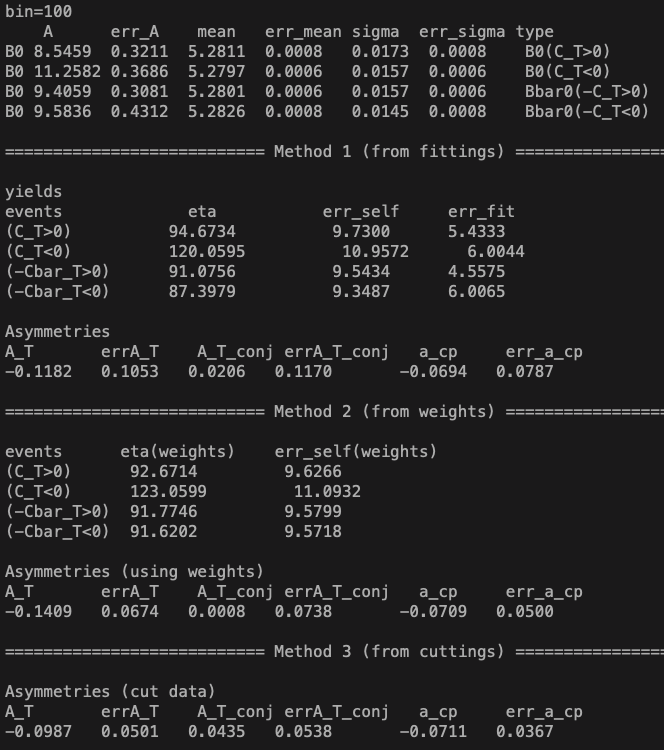 bin=100
A err_A mean err_mean sigma err_sigma type
B0 8.5459 0.3211 5.2811 0.0008 0.0173 0.0008 B0(C_T>0)
B0 11.2582 0.3686 5.2797 0.0006 0.0157 0.0006 B0(C_T<0)
B0 9.4059 0.3081 5.2801 0.0006 0.0157 0.0006 Bbar0(-C_T>0)
B0 9.5836 0.4312 5.2826 0.0008 0.0145 0.0008 Bbar0(-C_T<0)
=========================== Method 1 (from fittings) ================
yields
events eta err_self err_fit
(C_T>0) 94.6734 9.7300 5.4333
(C_T<0) 120.0595 10.9572 6.0044
(-Cbar_T>0) 91.0756 9.5434 4.5575
(-Cbar_T<0) 87.3979 9.3487 6.0065
Asymmetries
A_T errA_T A_T_conj errA_T_conj a_cp err_a_cp
-0.1182 0.1053 0.0206 0.1170 -0.0694 0.0787
=========================== Method 2 (from weights) =================
events eta(weights) err_self(weights)
(C_T>0) 92.6714 9.6266
(C_T<0) 123.0599 11.0932
(-Cbar_T>0) 91.7746 9.5799
(-Cbar_T<0) 91.6202 9.5718
Asymmetries (using weights)
A_T errA_T A_T_conj errA_T_conj a_cp err_a_cp
-0.1409 0.0674 0.0008 0.0738 -0.0709 0.0500
=========================== Method 3 (from cuttings) ================
Asymmetries (cut data)
A_T errA_T A_T_conj errA_T_conj a_cp err_a_cp
-0.0987 0.0501 0.0435 0.0538 -0.0711 0.0367